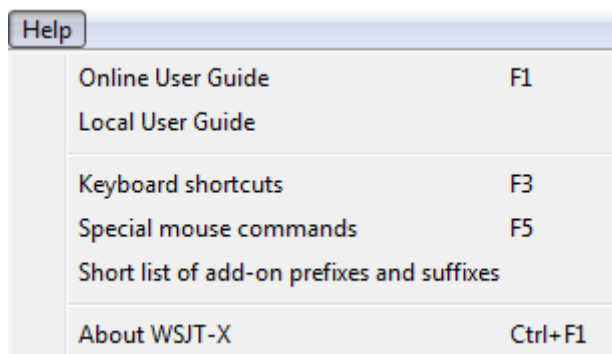 Help
Online User Guide F1
Local User Guide
Keyboard shortcuts F3
Special mouse commands F5
Short list of add-on prefixes and suffixes
About WSJT-X Ctrl+F1